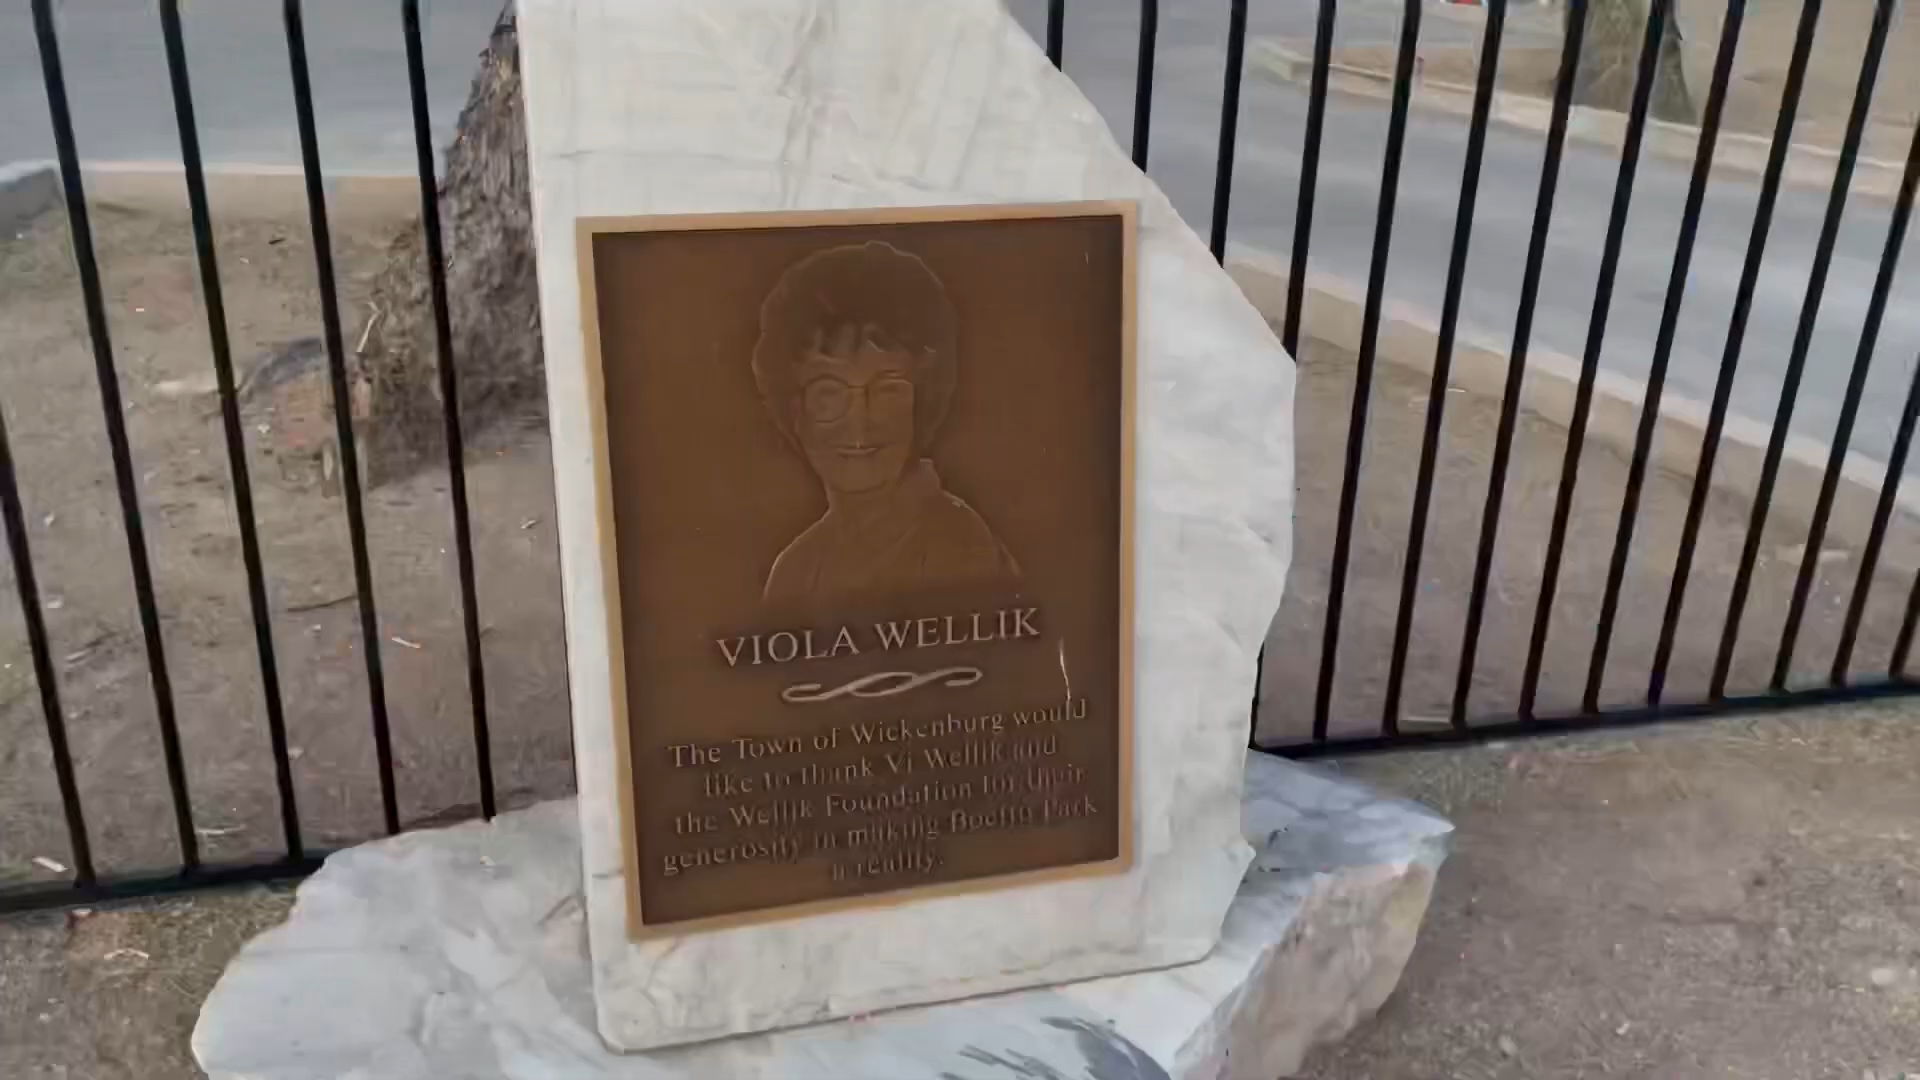 VIOLA WELLIK
The Town of Wickenburg would
like to thank Vi Wellik and
the Wellik Foundation for their
generosity in making Boetto Park
a reality.